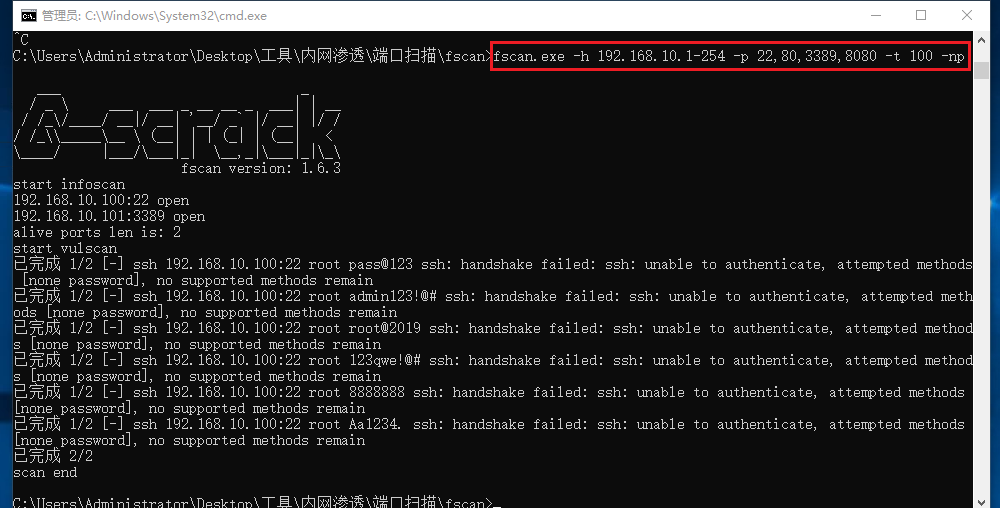 管理员: C:\Windows\System32\cmd.exe
^C
C:\Users\Administrator\Desktop\工具\内网渗透\端口扫描\fscan>fscan.exe -h 192.168.10.1-254 -p 22,80,3389,8080 -t 100 -np
fscan version: 1.6.3
start infoscan
192.168.10.100:22 open
192.168.10.101:3389 open
alive ports len is: 2
start vulscan
已完成 1/2 [-] ssh 192.168.10.100:22 root pass@123 ssh: handshake failed: ssh: unable to authenticate, attempted methods
 [none password], no supported methods remain
已完成 1/2 [-] ssh 192.168.10.100:22 root admin123!@# ssh: handshake failed: ssh: unable to authenticate, attempted meth
ods [none password], no supported methods remain
已完成 1/2 [-] ssh 192.168.10.100:22 root root@2019 ssh: handshake failed: ssh: unable to authenticate, attempted method
s [none password], no supported methods remain
已完成 1/2 [-] ssh 192.168.10.100:22 root 123qwe!@# ssh: handshake failed: ssh: unable to authenticate, attempted method
s [none password], no supported methods remain
已完成 1/2 [-] ssh 192.168.10.100:22 root 8888888 ssh: handshake failed: ssh: unable to authenticate, attempted methods
[none password], no supported methods remain
已完成 1/2 [-] ssh 192.168.10.100:22 root Aa1234. ssh: handshake failed: ssh: unable to authenticate, attempted methods
[none password], no supported methods remain
已完成 2/2
scan end
C:\Users\Administrator\Desktop\工具\内网渗透\端口扫描\fscan>_